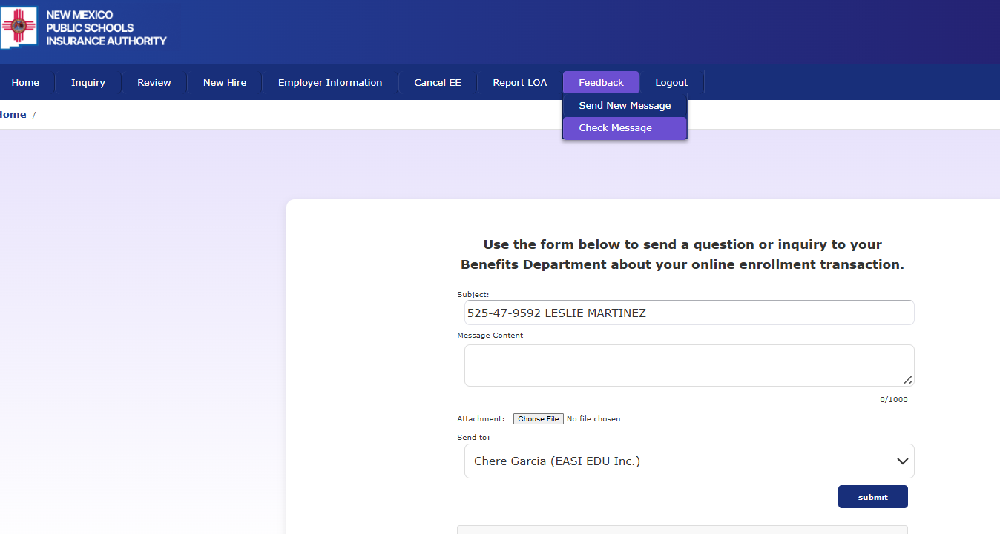 NEW MEXICO
PUBLIC SCHOOLS
INSURANCE AUTHORITY
Home Inquiry Review New Hire Employer Information Cancel EE Report LOA Feedback Logout
Send New Message
Check Message
Home /
Use the form below to send a question or inquiry to your
Benefits Department about your online enrollment transaction.
Subject:
525-47-9592 LESLIE MARTINEZ
Message Content
0/1000
Attachment: Choose File No file chosen
Send to:
Chere Garcia (EASI EDU Inc.)
submit